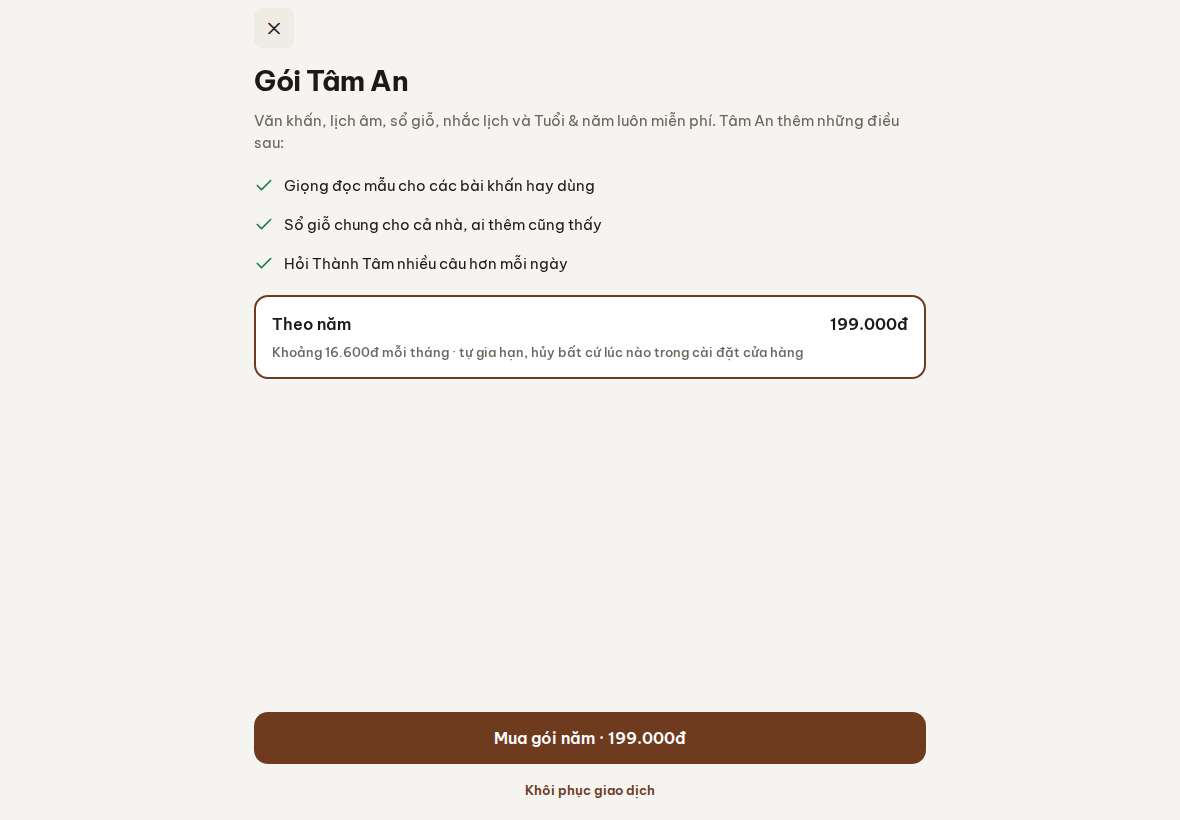 Gói Tâm An
Văn khấn, lịch âm, sổ giỗ, nhắc lịch và Tuổi & năm luôn miễn phí. Tâm An thêm những điều
sau:
Giọng đọc mẫu cho các bài khấn hay dùng
Sổ giỗ chung cho cả nhà, ai thêm cũng thấy
Hỏi Thành Tâm nhiều câu hơn mỗi ngày
Theo năm 199.000đ
Khoảng 16.600đ mỗi tháng · tự gia hạn, hủy bất cứ lúc nào trong cài đặt cửa hàng
Mua gói năm · 199.000đ
Khôi phục giao dịch